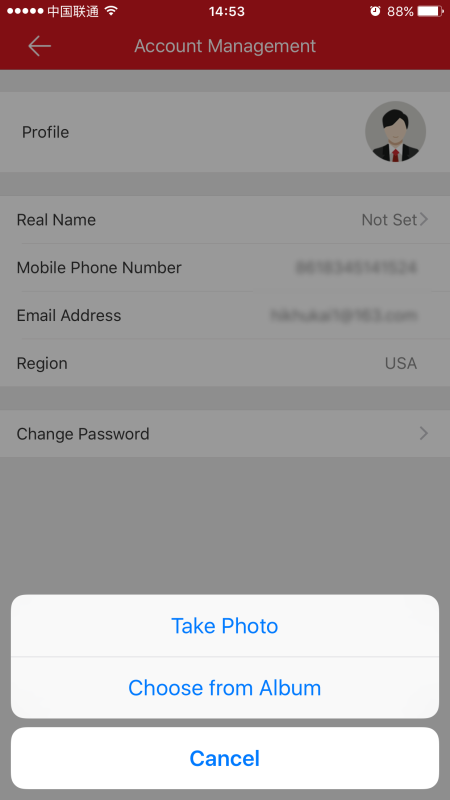 中国联通 14:53 88%
Account Management
Profile
Real Name Not Set
Mobile Phone Number
Email Address
Region USA
Change Password
Take Photo
Choose from Album
Cancel